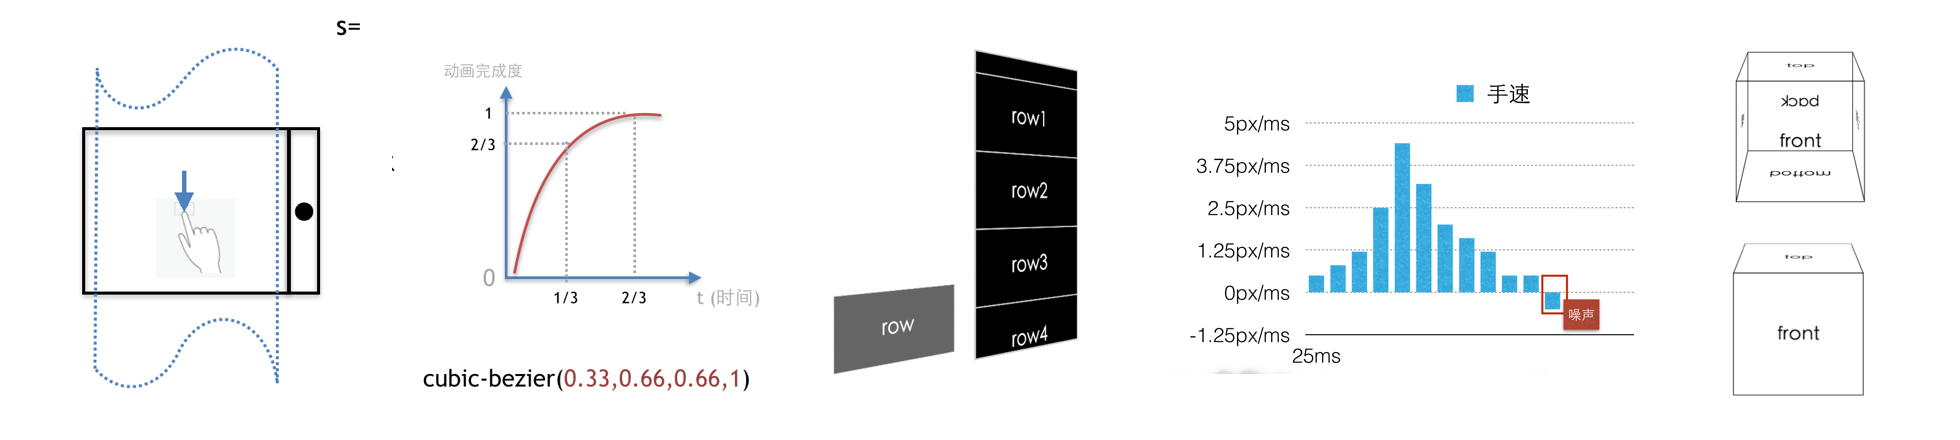 s=
动画完成度
1
2/3
0
1/3
2/3
t (时间)
cubic-bezier(0.33,0.66,0.66,1)
row
row1
row2
row3
row4
手速
5px/ms
3.75px/ms
2.5px/ms
1.25px/ms
0px/ms
-1.25px/ms
25ms
噪声
top
back
front
bottom
top
front